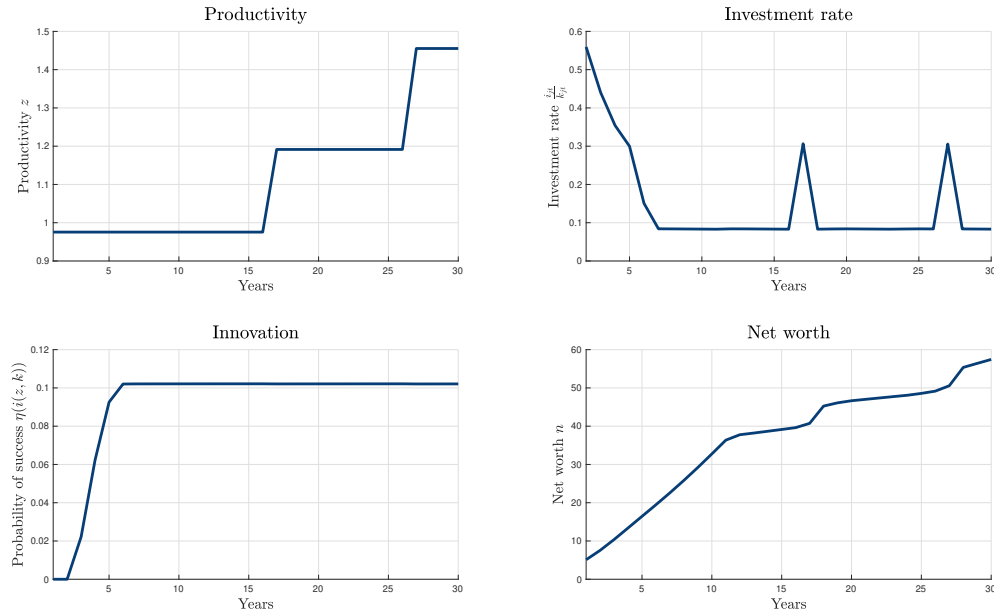 Productivity
1.5
1.4
1.3
1.2
1.1
1
0.9
Productivity z
5 10 15 20 25 30
Years
Investment rate
0.6
0.5
0.4
0.3
0.2
0.1
0
Investment rate i_{jt}/k_{jt}
5 10 15 20 25 30
Years
Innovation
0.12
0.1
0.08
0.06
0.04
0.02
0
Probability of success η(i(z, k))
5 10 15 20 25 30
Years
Net worth
60
50
40
30
20
10
0
Net worth n
5 10 15 20 25 30
Years